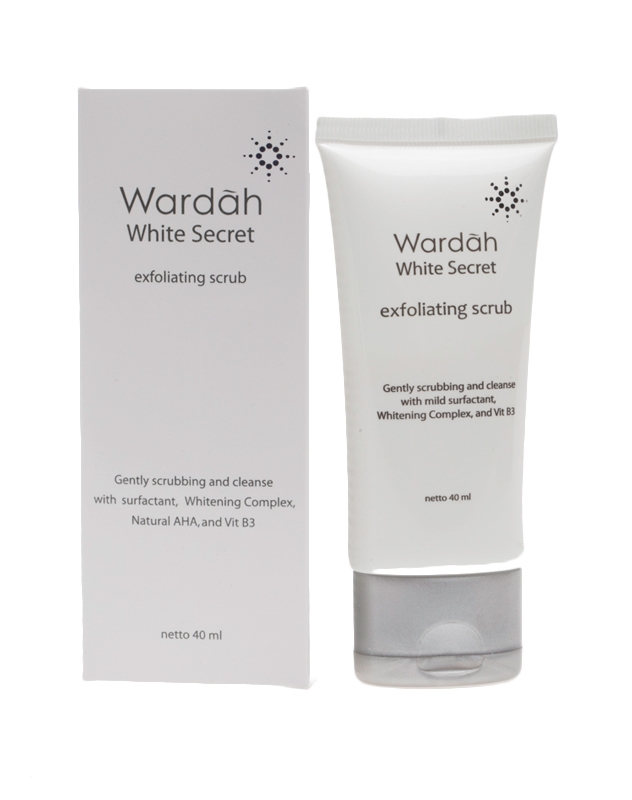 Wardãh
White Secret
exfoliating scrub
Gently scrubbing and cleanse
with surfactant, Whitening Complex,
Natural AHA, and Vit B3
netto 40 ml
Wardãh
White Secret
exfoliating scrub
Gently scrubbing and cleanse
with mild surfactant,
Whitening Complex, and Vit B3
netto 40 ml